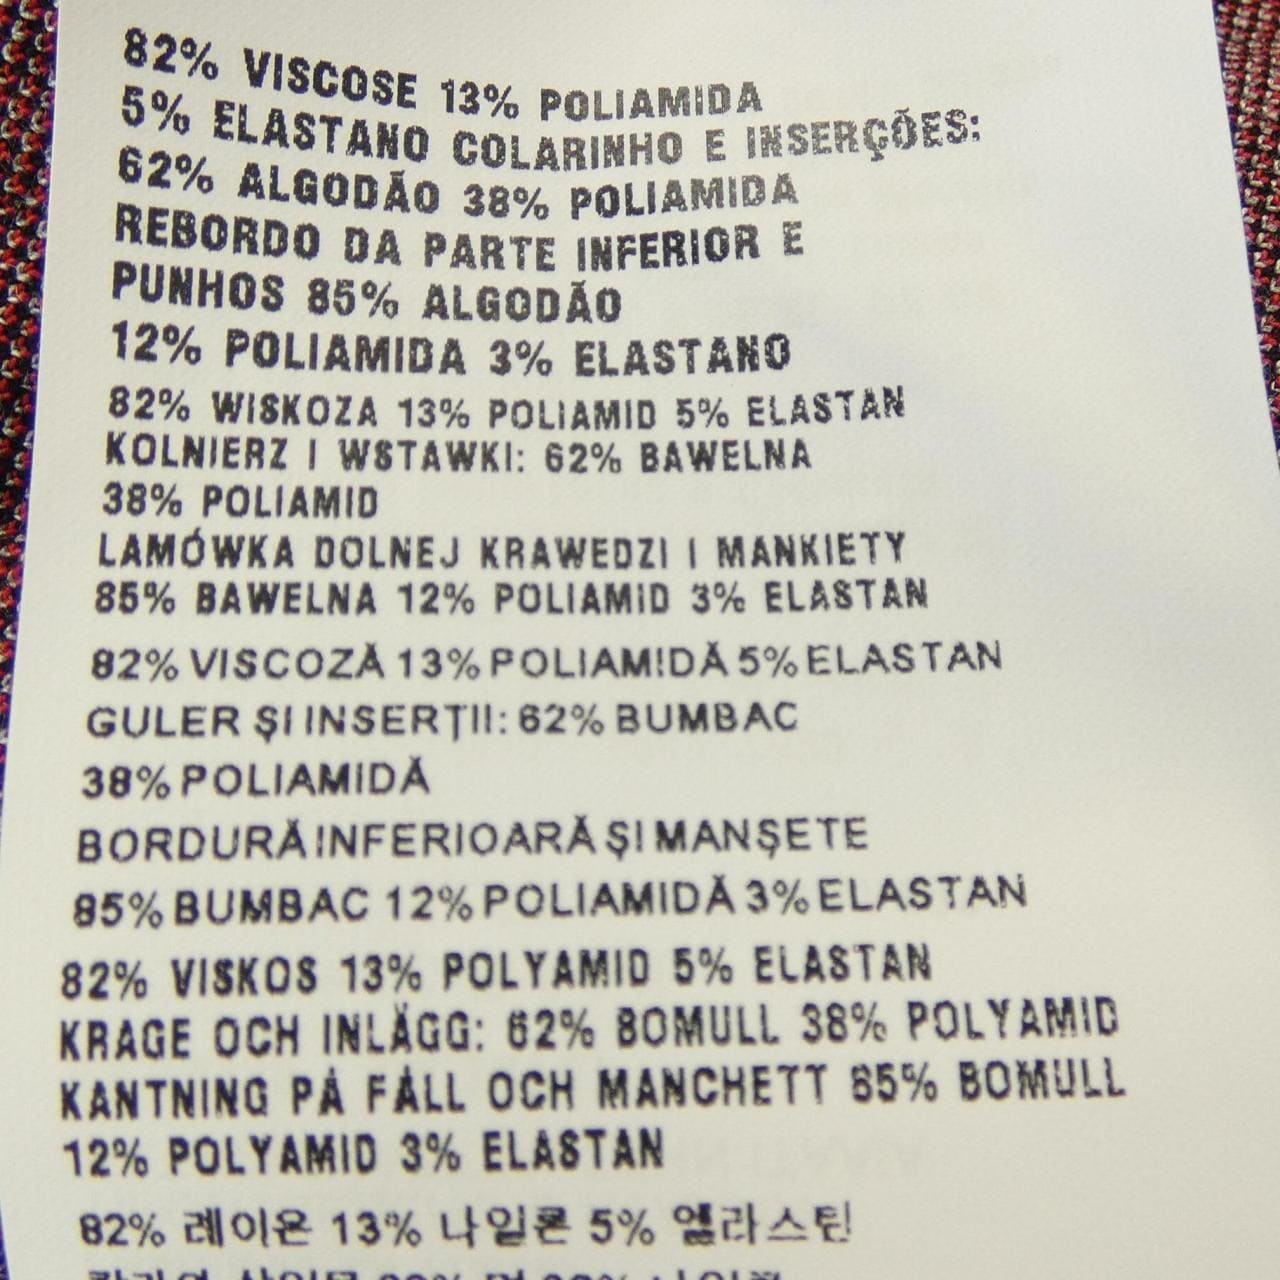 82% VISCOSE 13% POLIAMIDA
5% ELASTANO COLARINHO E INSERÇÕES:
62% ALGODÃO 38% POLIAMIDA
REBORDO DA PARTE INFERIOR E
PUNHOS 85% ALGODÃO
12% POLIAMIDA 3% ELASTANO
82% WISKOZA 13% POLIAMID 5% ELASTAN
KOLNIERZ I WSTAWKI: 62% BAWELNA
38% POLIAMID
LAMÓWKA DOLNEJ KRAWEDZI I MANKIETY
85% BAWELNA 12% POLIAMID 3% ELASTAN
82% VISCOZĂ 13% POLIAMIDĂ 5% ELASTAN
GULER ŞI INSERŢII: 62% BUMBAC
38% POLIAMIDĂ
BORDURĂ INFERIOARĂ ŞI MANŞETE
85% BUMBAC 12% POLIAMIDĂ 3% ELASTAN
82% VISKOS 13% POLYAMID 5% ELASTAN
KRAGE OCH INLÄGG: 62% BOMULL 38% POLYAMID
KANTNING PÅ FÅLL OCH MANCHETT 85% BOMULL
12% POLYAMID 3% ELASTAN
82% 레이온 13% 나일론 5% 엘라스틴